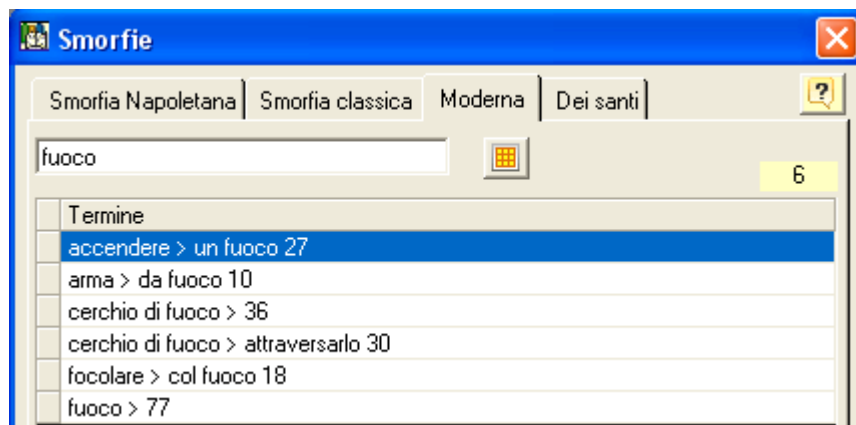 Smorfie
Smorfia Napoletana Smorfia classica Moderna Dei santi
fuoco
6
Termine
accendere > un fuoco 27
arma > da fuoco 10
cerchio di fuoco > 36
cerchio di fuoco > attraversarlo 30
focolare > col fuoco 18
fuoco > 77